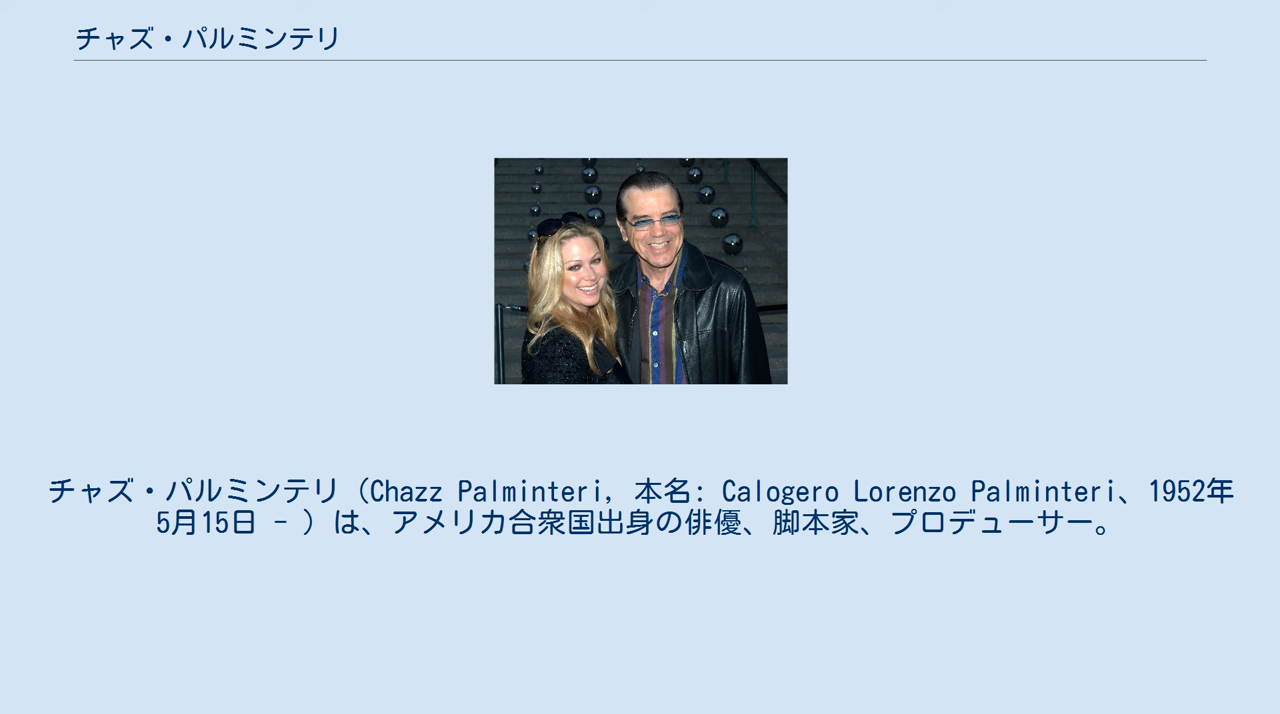 チャズ・パルミンテリ
チャズ・パルミンテリ（Chazz Palminteri, 本名: Calogero Lorenzo Palminteri、1952年
5月15日 - ）は、アメリカ合衆国出身の俳優、脚本家、プロデューサー。